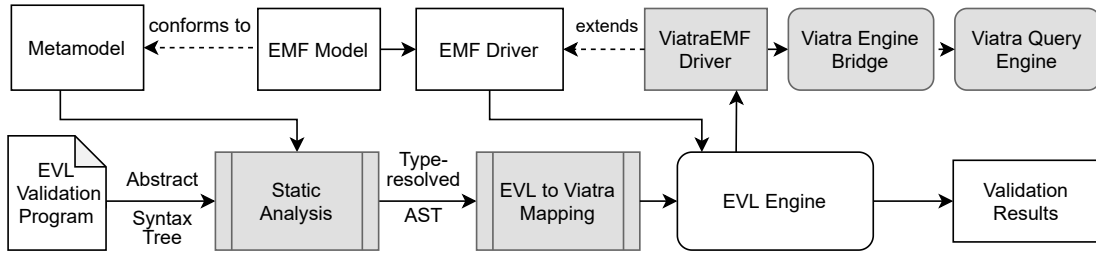 Metamodel
conforms to
EMF Model
EMF Driver
extends
ViatraEMF
Driver
Viatra Engine
Bridge
Viatra Query
Engine
EVL
Validation
Program
Abstract
Syntax
Tree
Static
Analysis
Type-
resolved
AST
EVL to Viatra
Mapping
EVL Engine
Validation
Results